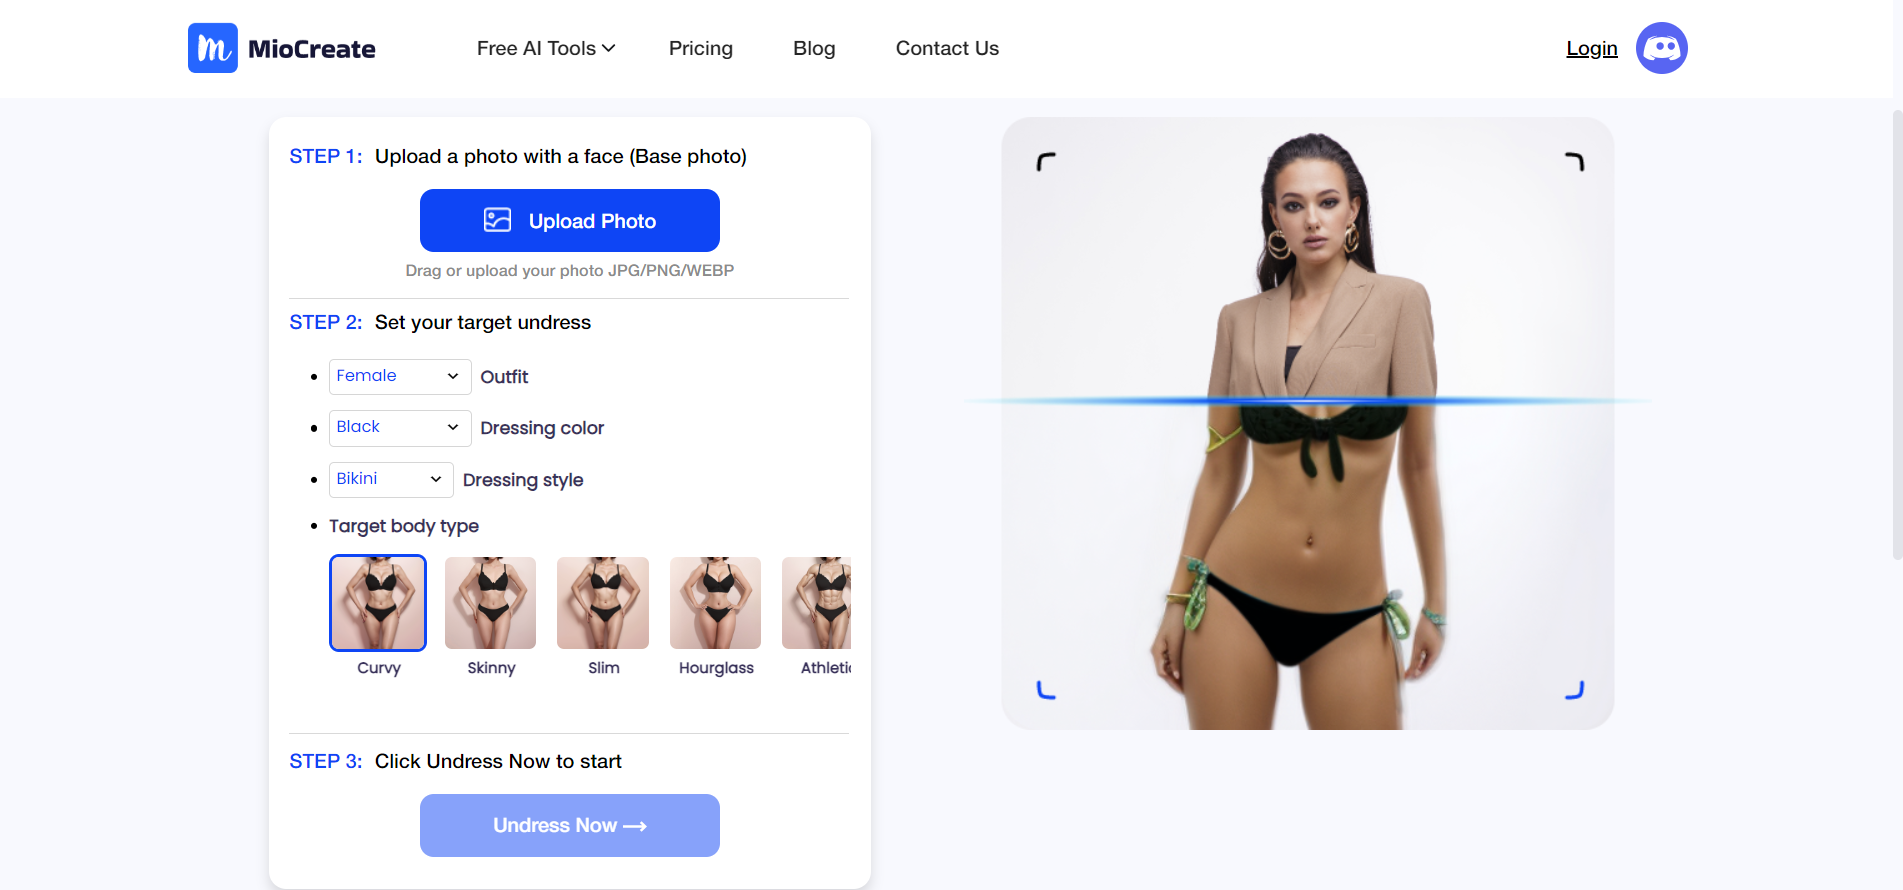 MioCreate
Free AI Tools
Pricing
Blog
Contact Us
Login
STEP 1: Upload a photo with a face (Base photo)
Upload Photo
Drag or upload your photo JPG/PNG/WEBP
STEP 2: Set your target undress
Female Outfit
Black Dressing color
Bikini Dressing style
Target body type
Curvy
Skinny
Slim
Hourglass
Athletic
STEP 3: Click Undress Now to start
Undress Now →